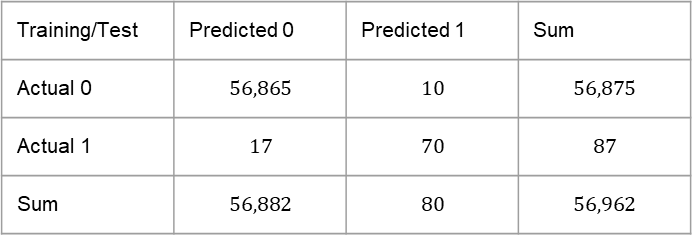 Training/Test Predicted 0 Predicted 1 Sum
Actual 0 56,865 10 56,875
Actual 1 17 70 87
Sum 56,882 80 56,962